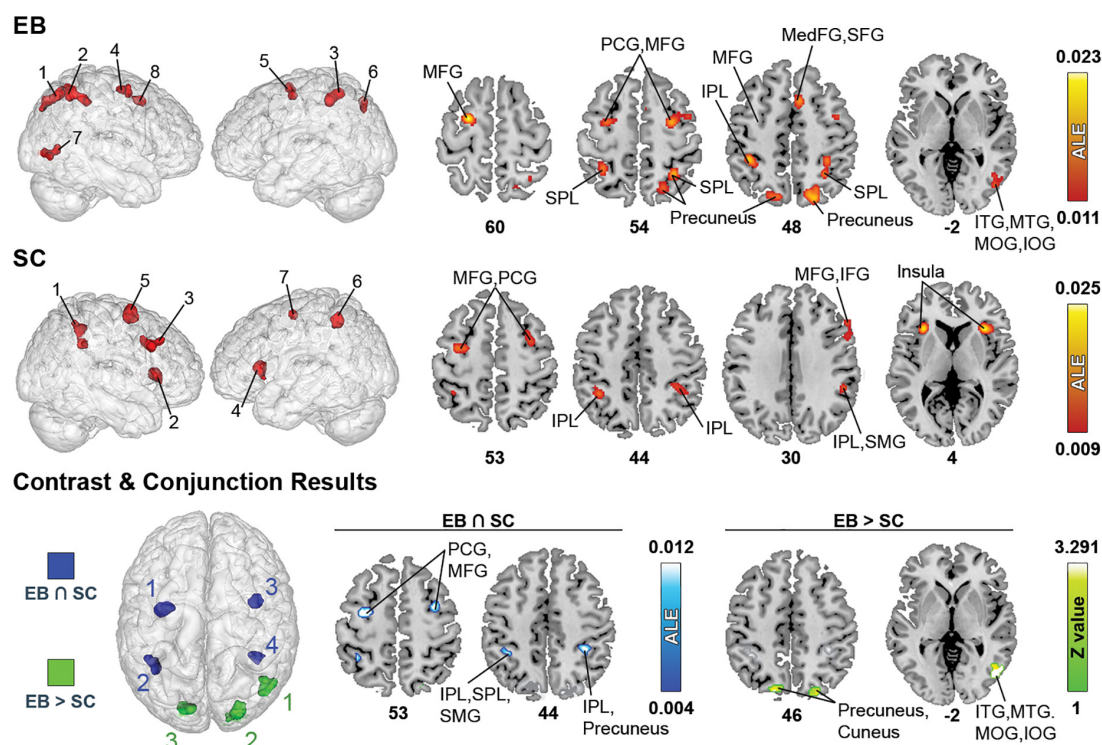 EB
1
2
4
8
7
5
3
6
MFG
60
PCG,MFG
SPL
SPL
Precuneus
54
MedFG,SFG
MFG
IPL
SPL
Precuneus
48
-2
ITG,MTG,
MOG,IOG
0.023
ALE
0.011
SC
1
5
3
2
7
6
4
MFG,PCG
53
IPL
IPL
44
MFG,IFG
IPL,SMG
30
Insula
4
0.025
ALE
0.009
Contrast & Conjunction Results
EB ∩ SC
EB > SC
1
3
2
4
1
3
2
EB ∩ SC
PCG,
MFG
53
IPL,SPL,
SMG
44
IPL,
Precuneus
0.012
ALE
0.004
EB > SC
46
Precuneus,
Cuneus
-2
ITG,MTG.
MOG,IOG
3.291
Z value
1